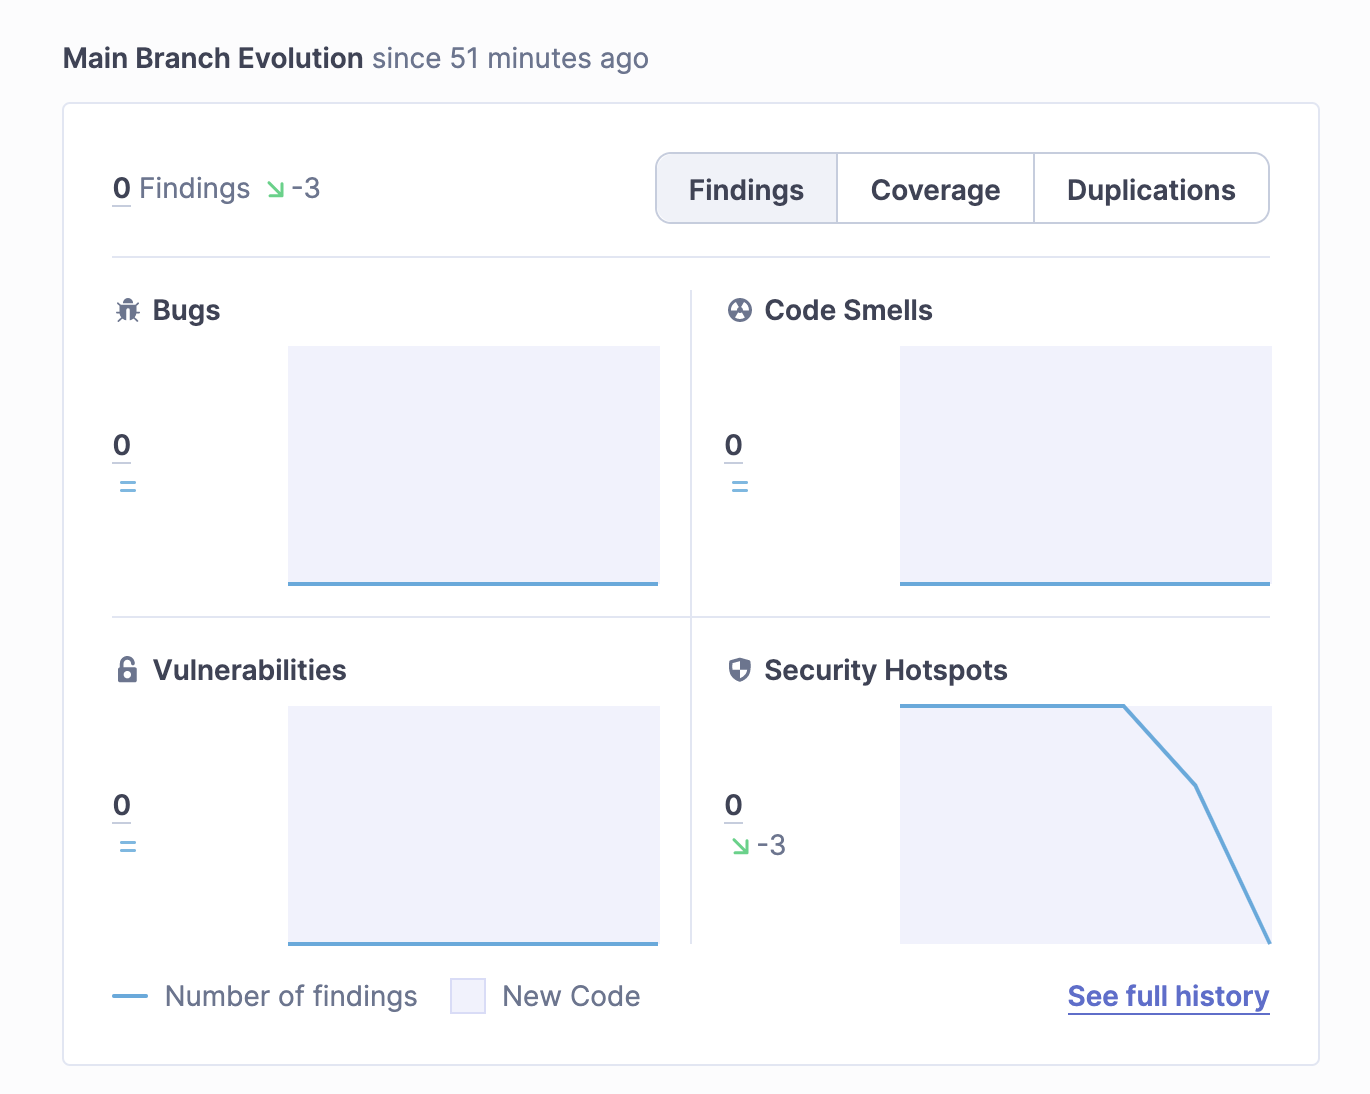 Main Branch Evolution since 51 minutes ago
0 Findings -3
Findings Coverage Duplications
Bugs
0
=
Code Smells
0
=
Vulnerabilities
0
=
Security Hotspots
0
-3
Number of findings New Code
See full history